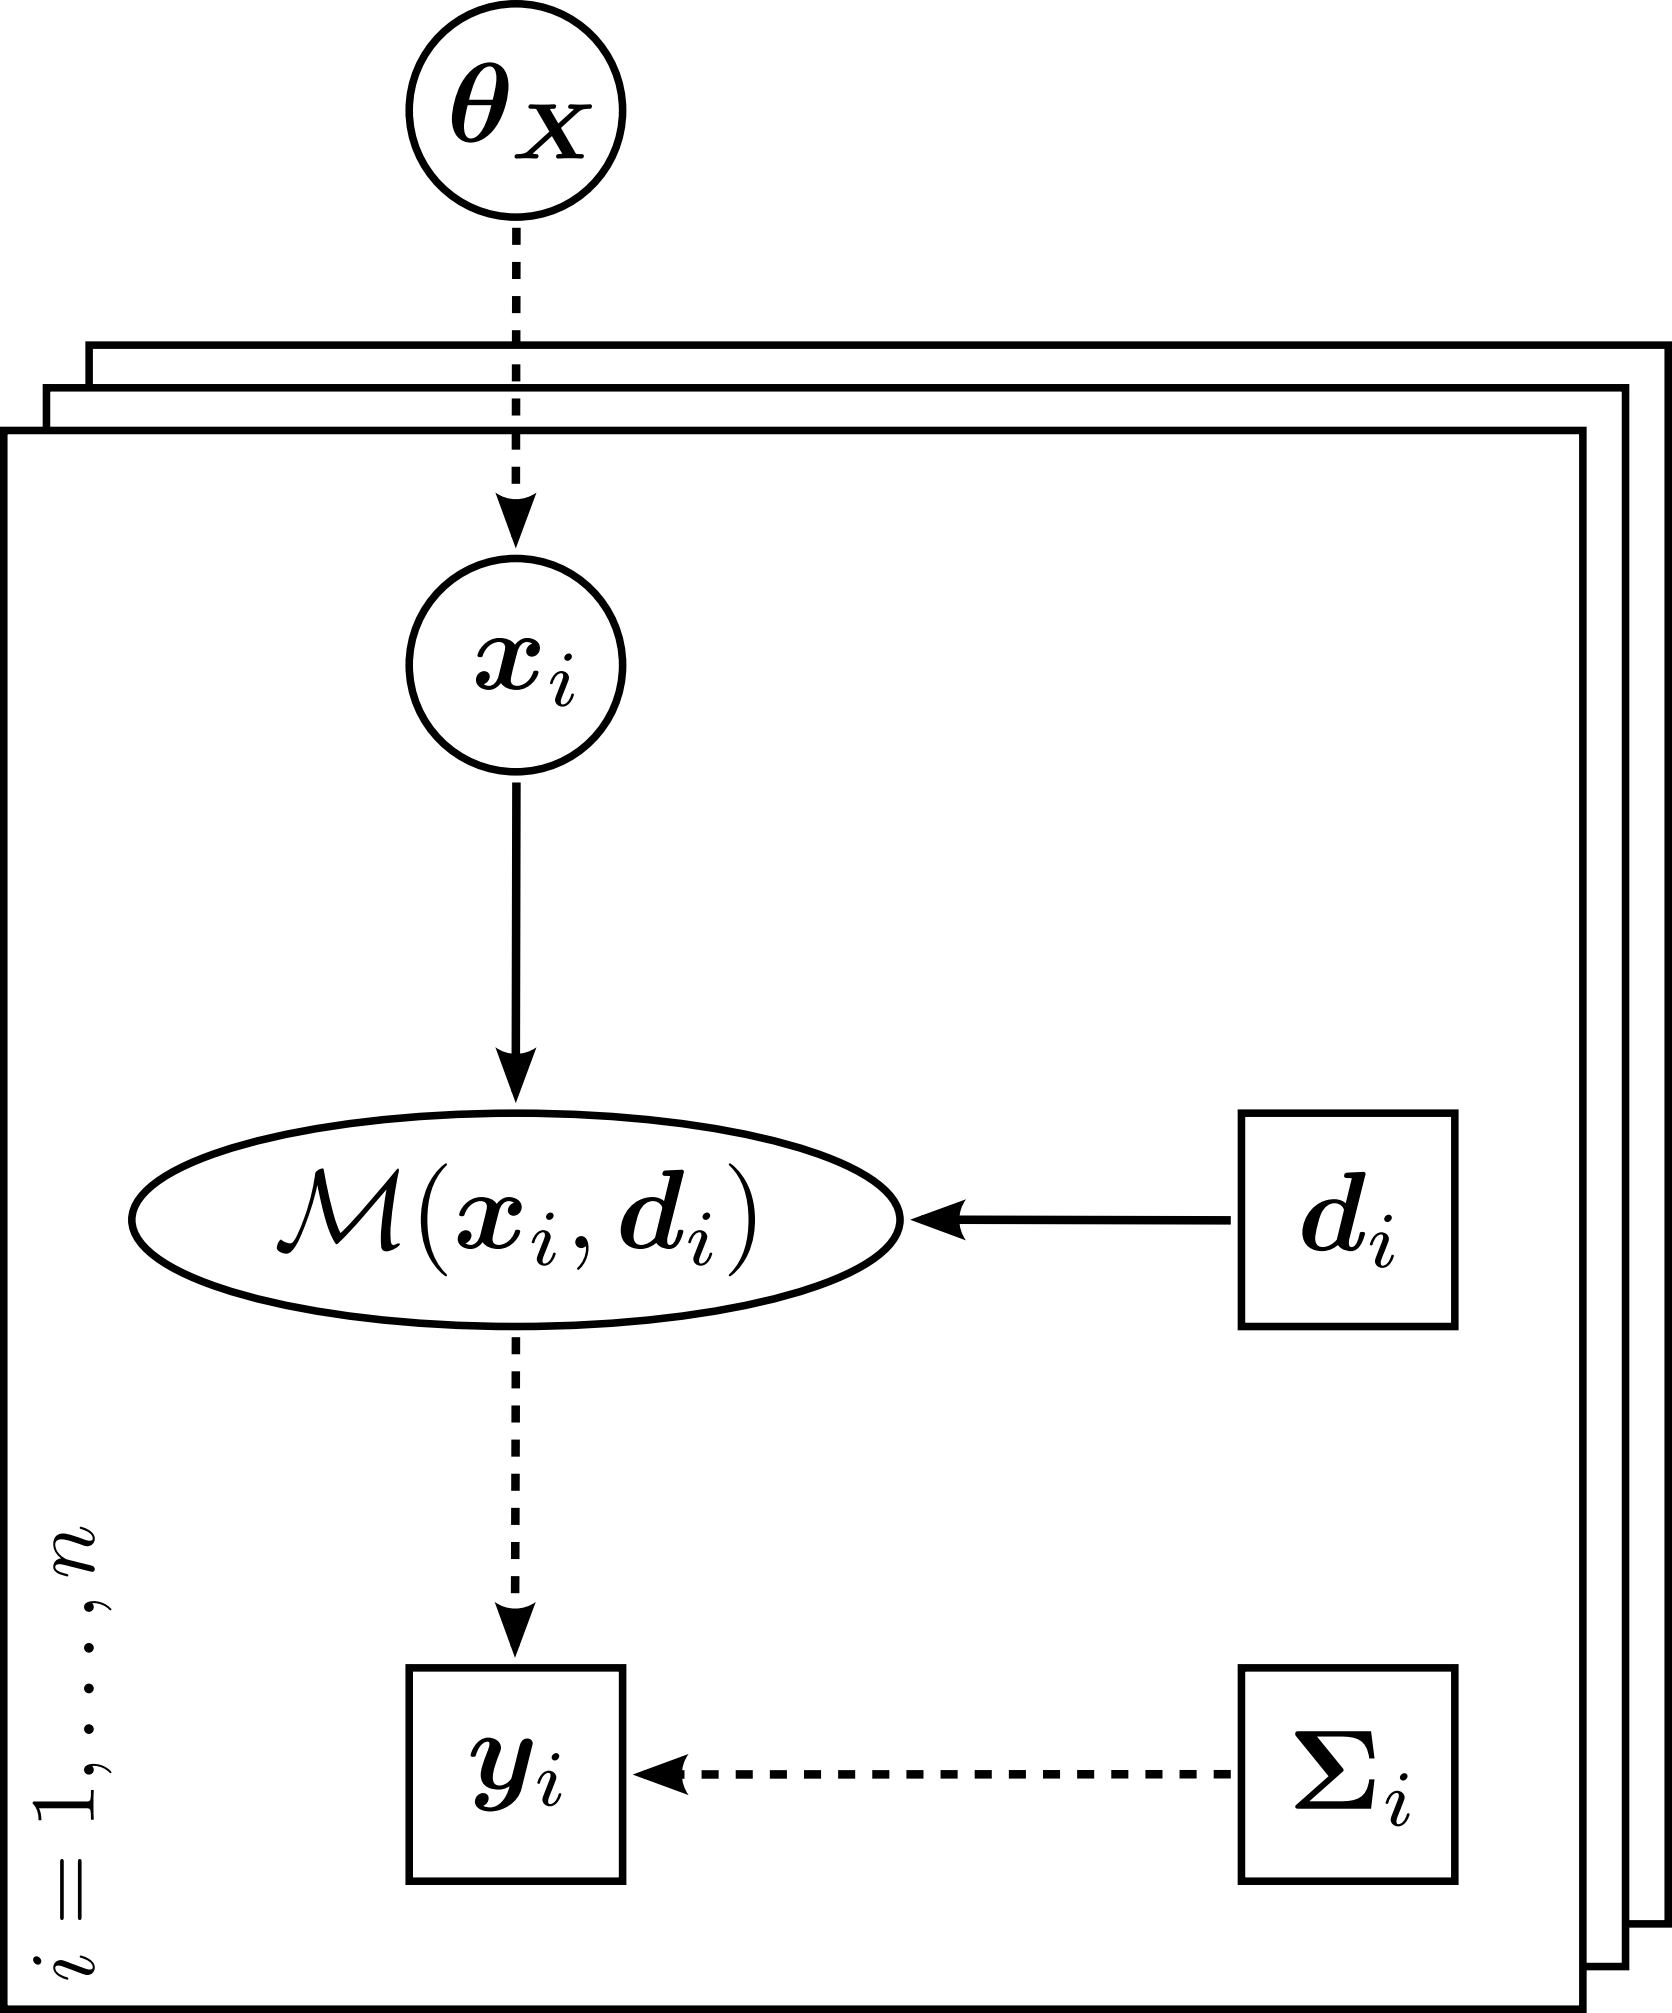 θ_X
x_i
M(x_i, d_i)
d_i
y_i
Σ_i
i = 1, . . . , n